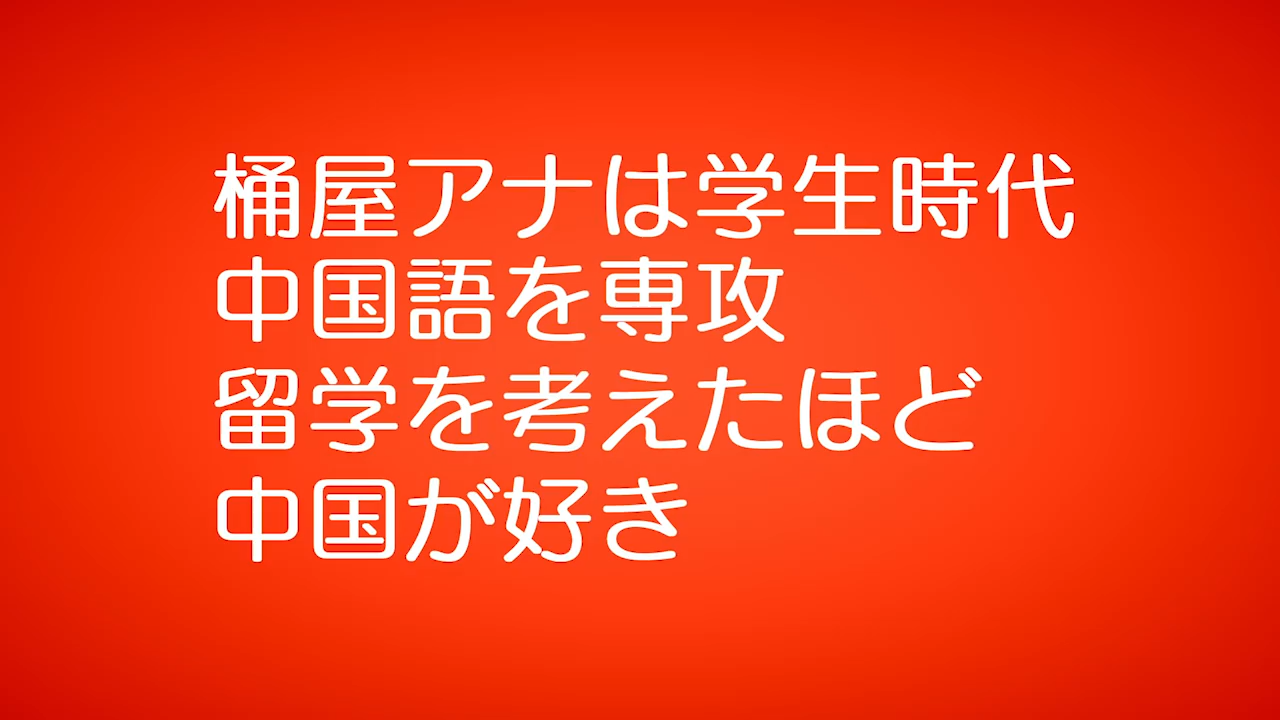 桶屋アナは学生時代
中国語を専攻
留学を考えたほど
中国が好き